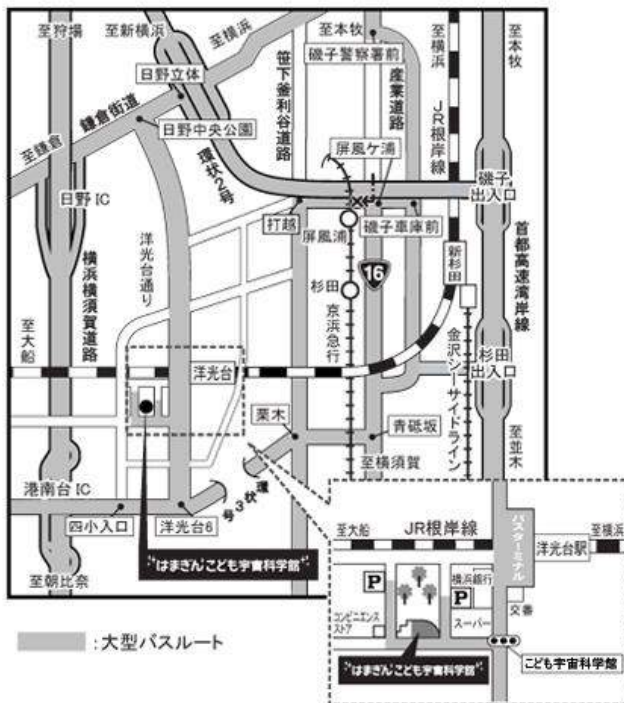 至狩場
至新横浜
至横浜
至本牧
至横浜
至本牧
磯子警察署前
日野立体
笹下釜利谷道路
産業道路
JR根岸線
鎌倉街道
日野中央公園
至鎌倉
環状2号
屏風ケ浦
日野IC
打越
屏風浦
磯子車庫前
磯子出入口
洋光台通り
新杉田
首都高速湾岸線
杉田
16
横浜横須賀道路
京浜急行
金沢シーサイドライン
至大船
洋光台
杉田出入口
栗木
青砥坂
至横須賀
至並木
環状3号
港南台IC
四小入口
洋光台6
はまぎん こども宇宙科学館
至朝比奈
:大型バスルート
至大船
JR根岸線
バスターミナル
至横浜
洋光台駅
P
横浜銀行
P
交番
コンビニエンスストア
スーパー
はまぎん こども宇宙科学館
こども宇宙科学館